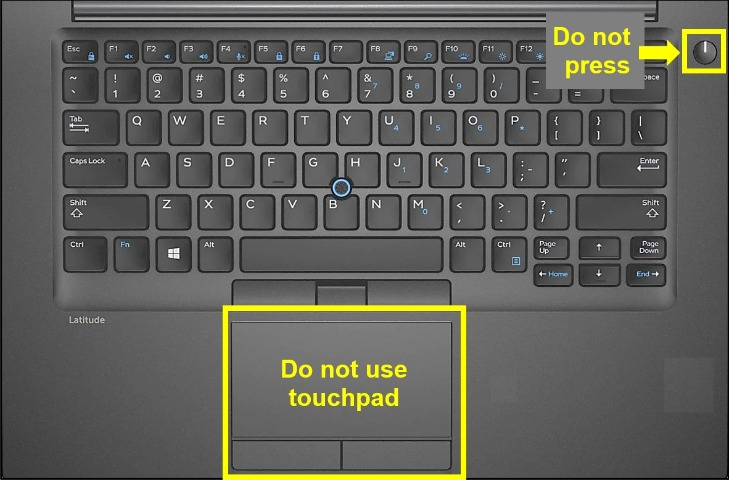 Do not
press
Esc F1 F2 F3 F4 F5 F6 F7 F8 F9 F10 F11 F12
~ ! @ # $ % ^ & * ( ) _
` 1 2 3 4 5 6 7 7 8 8 9 9 0 / - = pace
Tab Q W E R T Y U 4 I 5 O 6 P * { [ } ] | \
Caps Lock A S D F G H J 1 K 2 L 3 : ; - " ' Enter
Shift Z X C V B N M 0 < , > . . ? / + Shift
Ctrl Fn Alt Alt Ctrl Page Up ↑ Page Down
← Home ↓ End →
Latitude
Do not use
touchpad